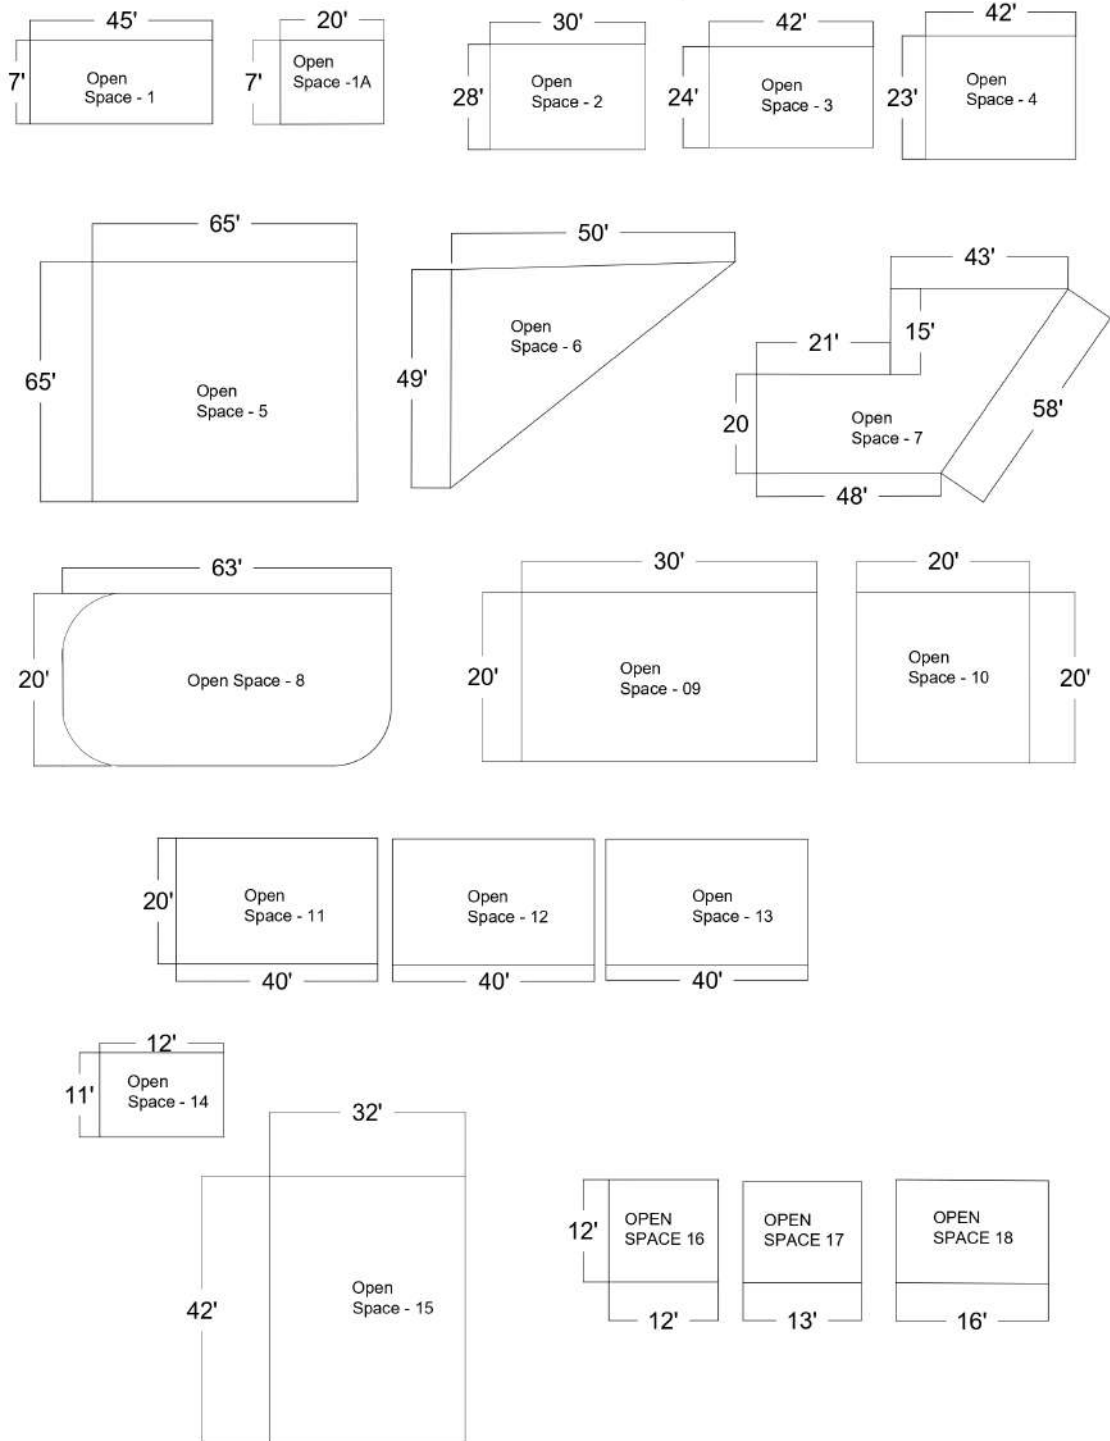 45'
20'
30'
42'
42'
7'
Open
Space - 1
7'
Open
Space -1A
28'
Open
Space - 2
24'
Open
Space - 3
23'
Open
Space - 4
65'
50'
43'
65'
Open
Space - 5
49'
Open
Space - 6
21'
15'
20
Open
Space - 7
58'
48'
63'
30'
20'
20'
Open Space - 8
20'
Open
Space - 09
Open
Space - 10
20'
20'
Open
Space - 11
Open
Space - 12
Open
Space - 13
40'
40'
40'
12'
11'
Open
Space - 14
32'
42'
Open
Space - 15
12'
OPEN
SPACE 16
OPEN
SPACE 17
OPEN
SPACE 18
12'
13'
16'